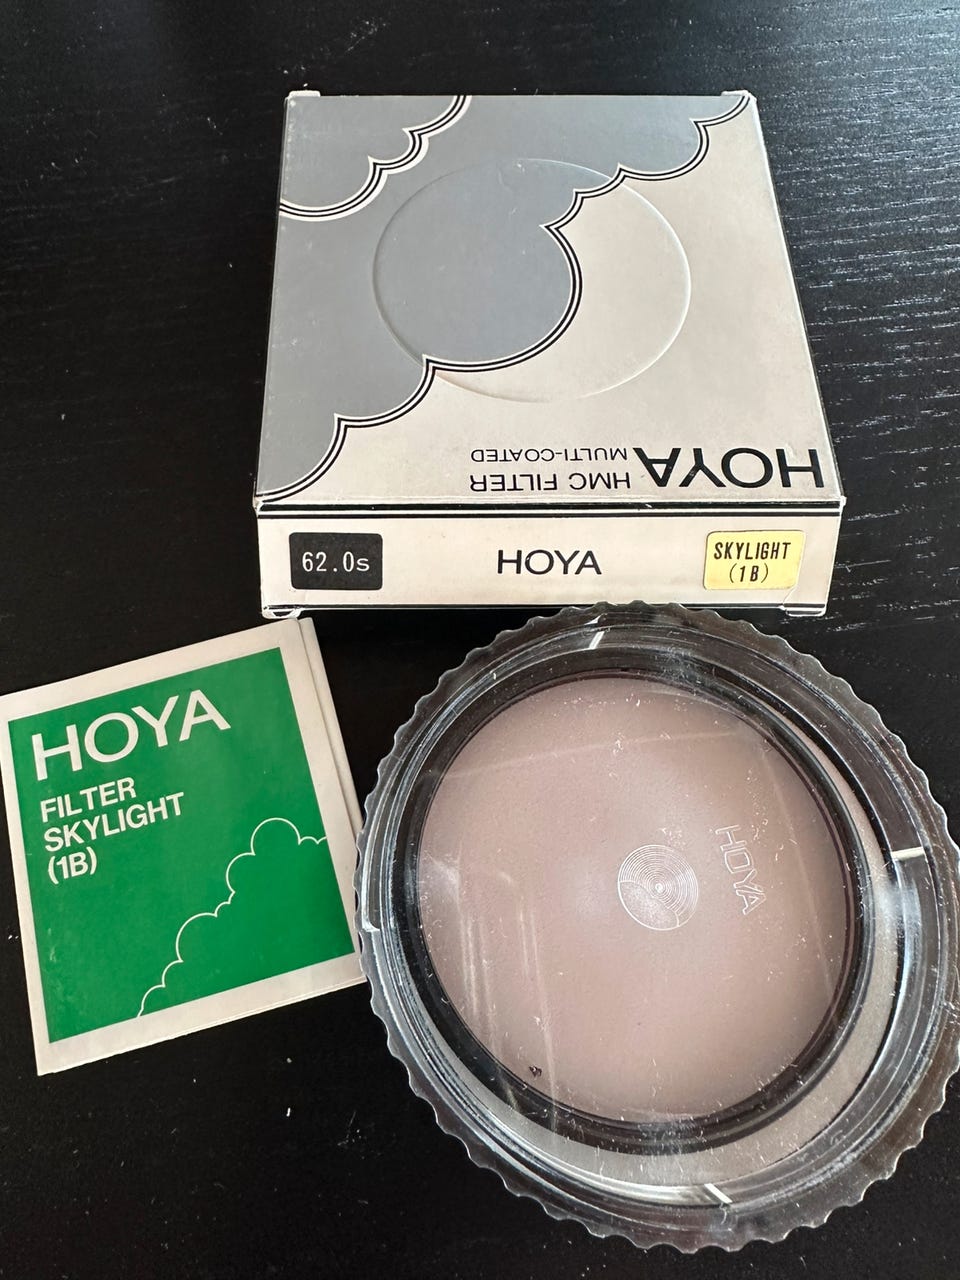 HOYA HMC FILTER
MULTI-COATED
62.0s
HOYA
SKYLIGHT
(1B)
HOYA
FILTER
SKYLIGHT
(1B)
HOYA